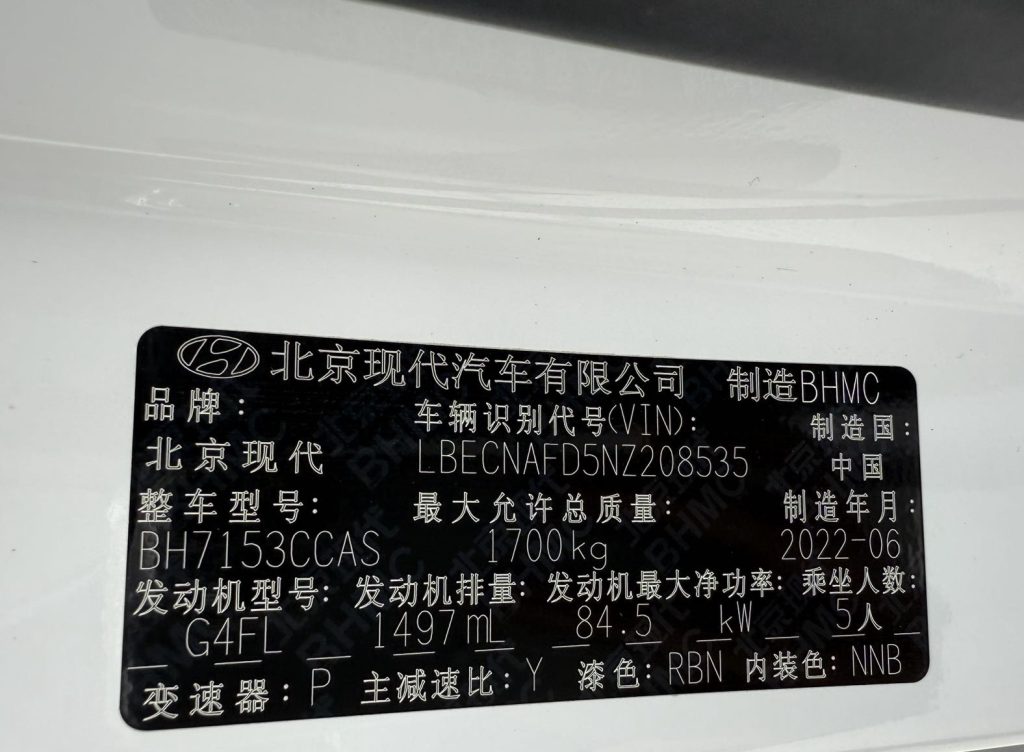 北京现代汽车有限公司 制造BHMC
品牌: 车辆识别代号(VIN): 制造国:
北京现代 LBECNAFD5NZ208535 中国
整车型号: 最大允许总质量: 制造年月:
BH7153CCAS 1700kg 2022-06
发动机型号: 发动机排量: 发动机最大净功率: 乘坐人数:
G4FL 1497mL 84.5 kW 5人
变速器: P 主减速比: Y 漆色: RBN 内装色: NNB